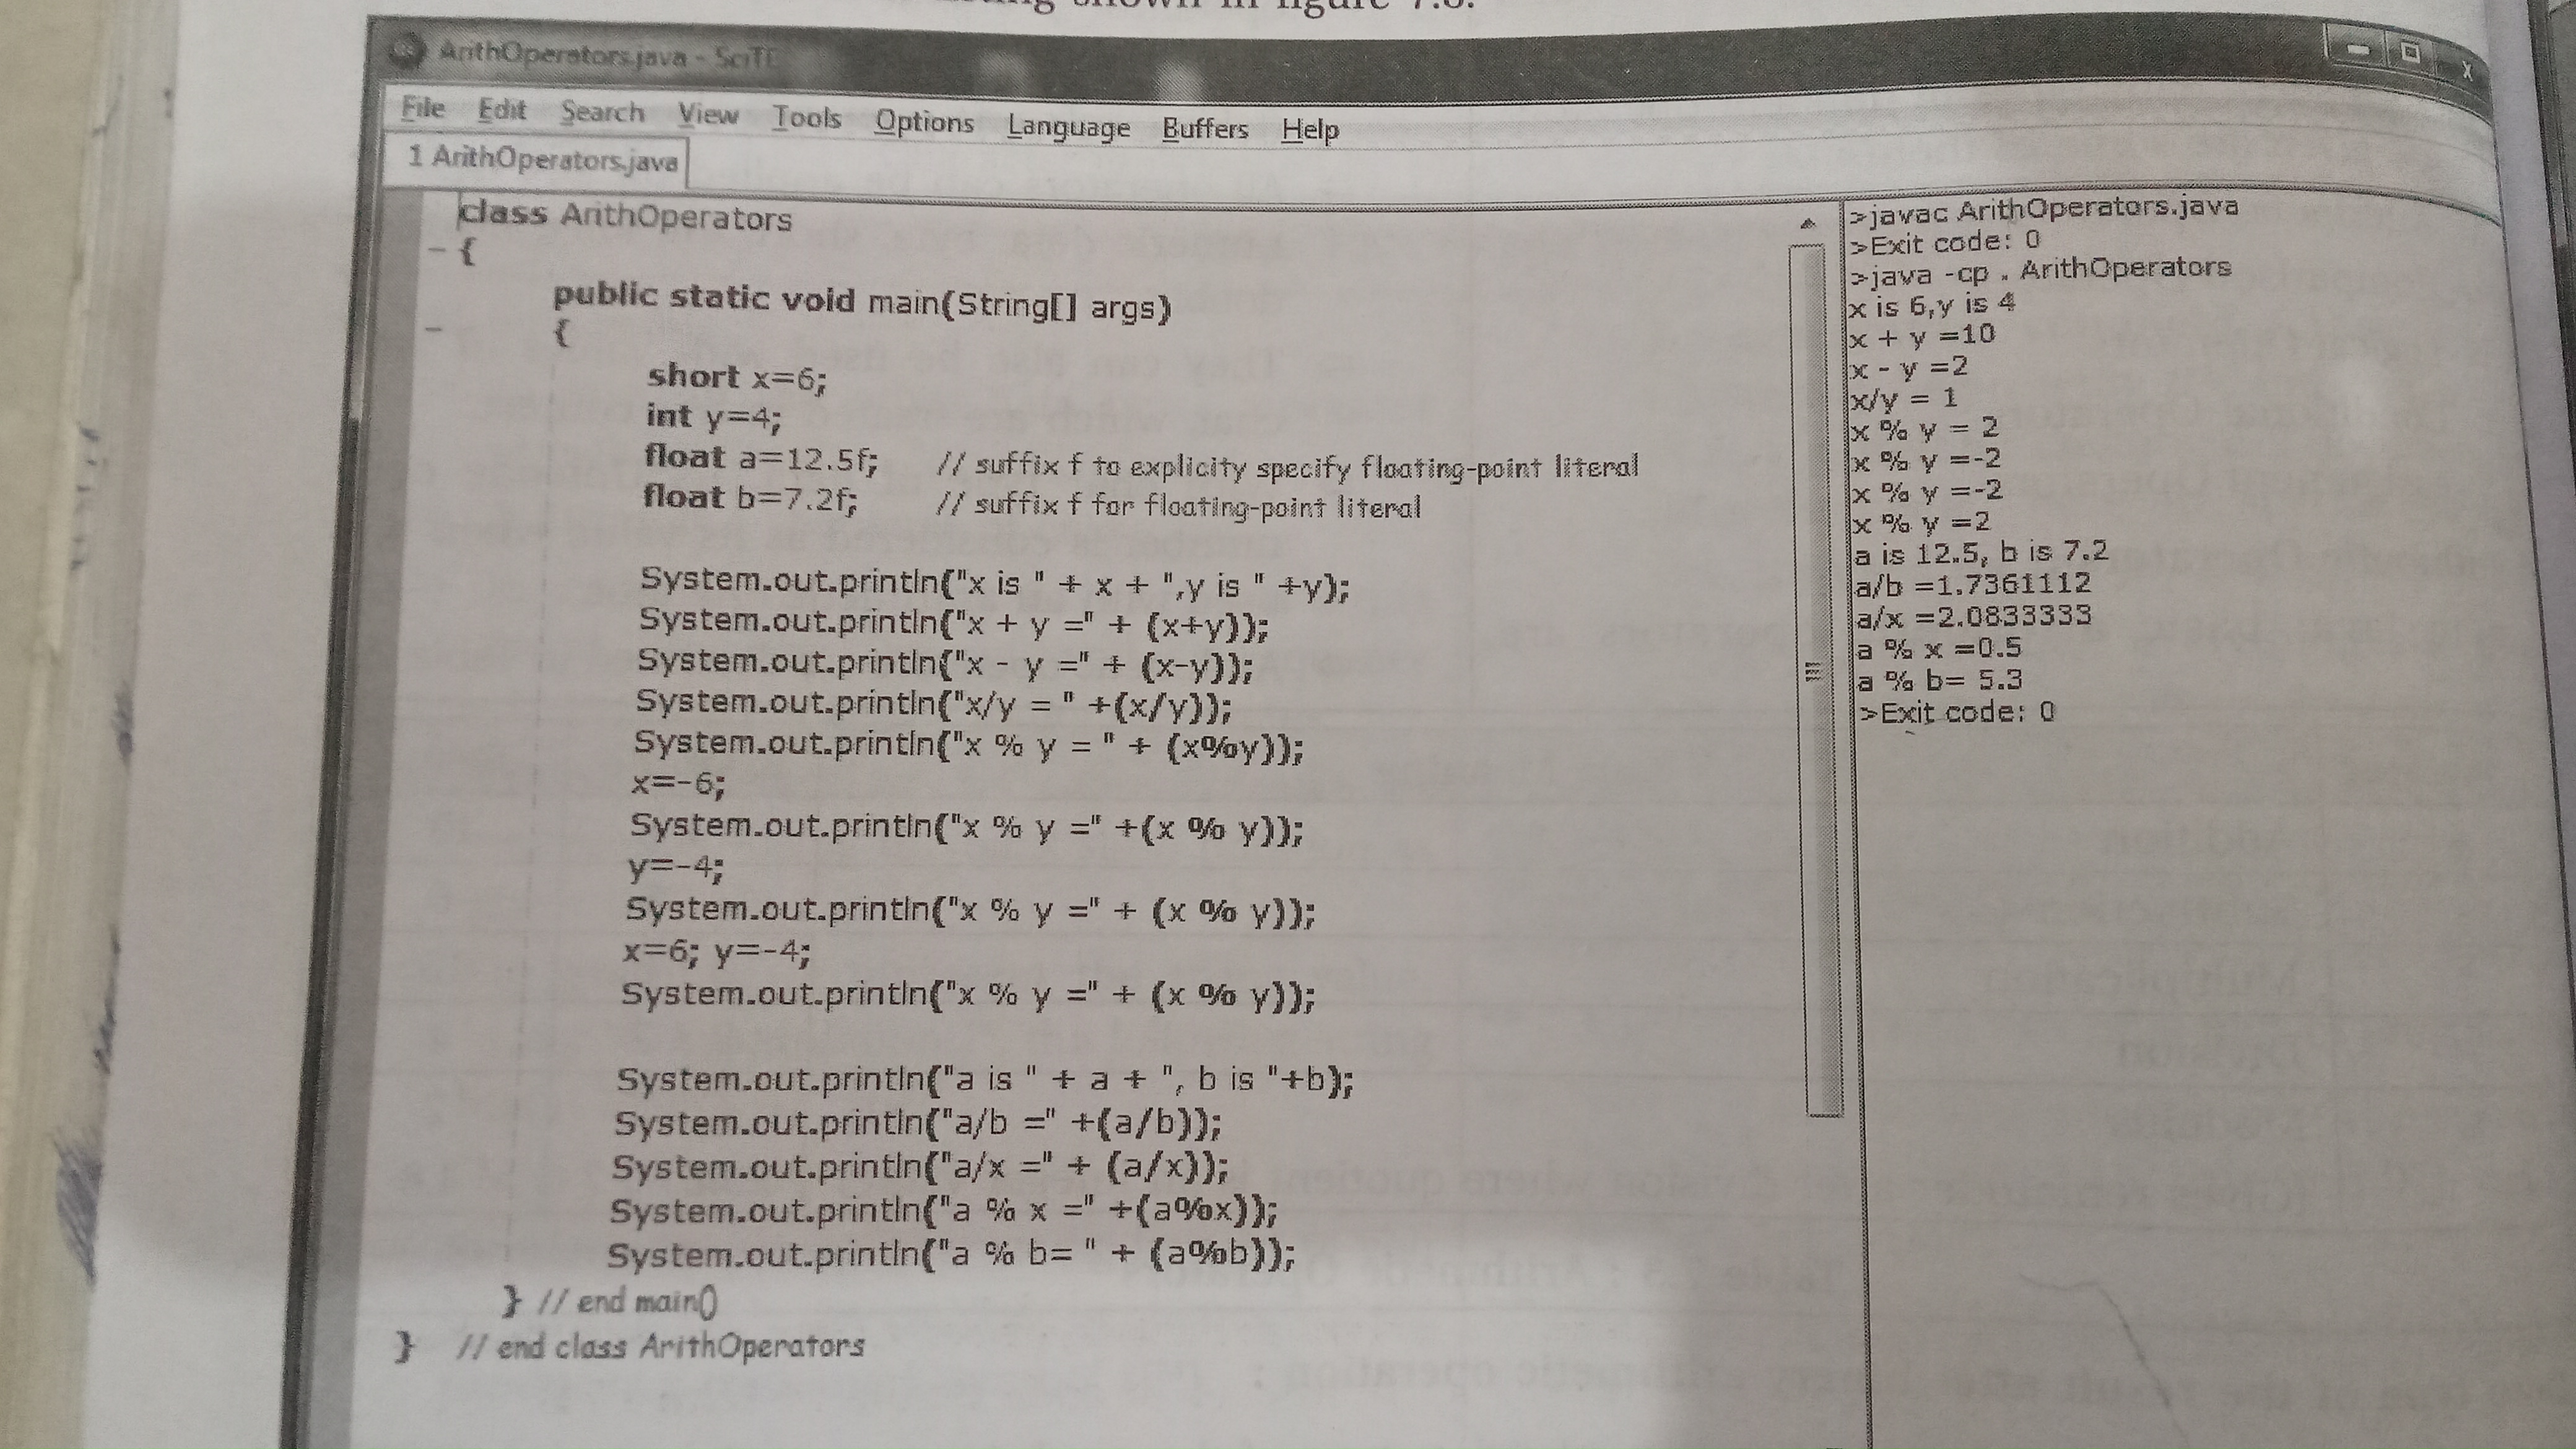 shown in figure 7.8.
ArithOperators.java - SciTE
File Edit Search View Tools Options Language Buffers Help
1 ArithOperators.java
class ArithOperators
{
public static void main(String[] args)
{
short x=6;
int y=4;
float a=12.5f; // suffix f to explicity specify floating-point literal
float b=7.2f; // suffix f for floating-point literal
System.out.println("x is " + x + ",y is " +y);
System.out.println("x + y =" + (x+y));
System.out.println("x - y =" + (x-y));
System.out.println("x/y = " +(x/y));
System.out.println("x % y = " + (x%y));
x=-6;
System.out.println("x % y =" +(x % y));
y=-4;
System.out.println("x % y =" + (x % y));
x=6; y=-4;
System.out.println("x % y =" + (x % y));
System.out.println("a is " + a + ", b is "+b);
System.out.println("a/b =" +(a/b));
System.out.println("a/x =" + (a/x));
System.out.println("a % x =" +(a%x));
System.out.println("a % b= " + (a%b));
} // end main()
} // end class ArithOperators
>javac ArithOperators.java
>Exit code: 0
>java -cp . ArithOperators
x is 6,y is 4
x + y =10
x - y =2
x/y = 1
x % y = 2
x % y =-2
x % y =-2
x % y =2
a is 12.5, b is 7.2
a/b =1.7361112
a/x =2.0833333
a % x =0.5
a % b= 5.3
>Exit code: 0